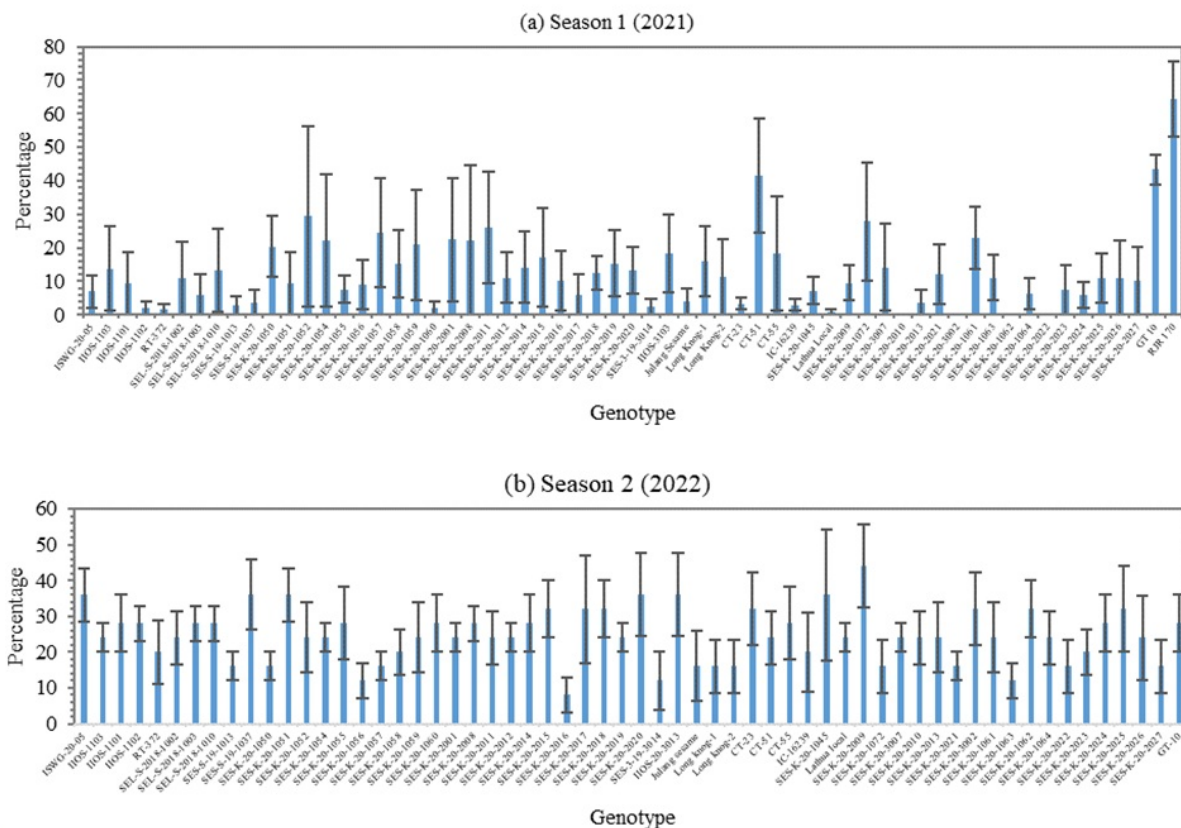 (a) Season 1 (2021)
80
70
60
50
40
30
20
10
0
Percentage
ISWG-20-05
IIOS-1103
IIOS-1101
IIOS-1102
RT-372
SEL-S-2018-1002
SEL-S-2018-1003
SEL-S-2018-1010
SES-S-19-1013
SES-S-19-1037
SES-K-20-1050
SES-K-20-1051
SES-K-20-1052
SES-K-20-1054
SES-K-20-1055
SES-K-20-1056
SES-K-20-1057
SES-K-20-1058
SES-K-20-1059
SES-K-20-1060
SES-K-20-2001
SES-K-20-2008
SES-K-20-2011
SES-K-20-2012
SES-K-20-2014
SES-K-20-2015
SES-K-20-2016
SES-K-20-2017
SES-K-20-2018
SES-K-20-2019
SES-K-20-2020
SES-3-19-3014
IIOS-3103
Julang Sesame
Long Knog-1
Long Knog-2
CT-23
CT-51
CT-55
IC-16239
SES-K-20-1045
Lathua Local
SES-K-20-2009
SES-K-20-1072
SES-K-20-3007
SES-K-20-2010
SES-K-20-2013
SES-K-20-2021
SES-K-20-3002
SES-K-20-1061
SES-K-20-1063
SES-K-20-1062
SES-K-20-1064
SES-K-20-2022
SES-K-20-2023
SES-K-20-2024
SES-K-20-2025
SES-K-20-2026
SES-K-20-2027
GT 10
RJR 170
Genotype
(b) Season 2 (2022)
60
50
40
30
20
10
0
Percentage
ISWG-20-05
IIOS-1103
IIOS-1101
IIOS-1102
RT-372
SEL-S-2018-1002
SEL-S-2018-1003
SEL-S-2018-1010
SES-S-19-1013
SES-S-19-1037
SES-K-20-1050
SES-K-20-1051
SES-K-20-1052
SES-K-20-1054
SES-K-20-1055
SES-K-20-1056
SES-K-20-1057
SES-K-20-1058
SES-K-20-1059
SES-K-20-1060
SES-K-20-2001
SES-K-20-2008
SES-K-20-2011
SES-K-20-2012
SES-K-20-2014
SES-K-20-2015
SES-K-20-2016
SES-K-20-2017
SES-K-20-2018
SES-K-20-2019
SES-K-20-2020
SES-3-19-3014
IIOS-3013
Julang sesame
Long knog-1
Long knog-2
CT-23
CT-51
CT-55
IC-16239
SES-K-20-1045
Lathua local
SES-K-20-2009
SES-K-20-1072
SES-K-20-3007
SES-K-20-2010
SES-K-20-2013
SES-K-20-2021
SES-K-20-3002
SES-K-20-1061
SES-K-20-1063
SES-K-20-1062
SES-K-20-1064
SES-K-20-2022
SES-K-20-2023
SES-K-20-2024
SES-K-20-2025
SES-K-20-2026
SES-K-20-2027
GT-10
Genotype